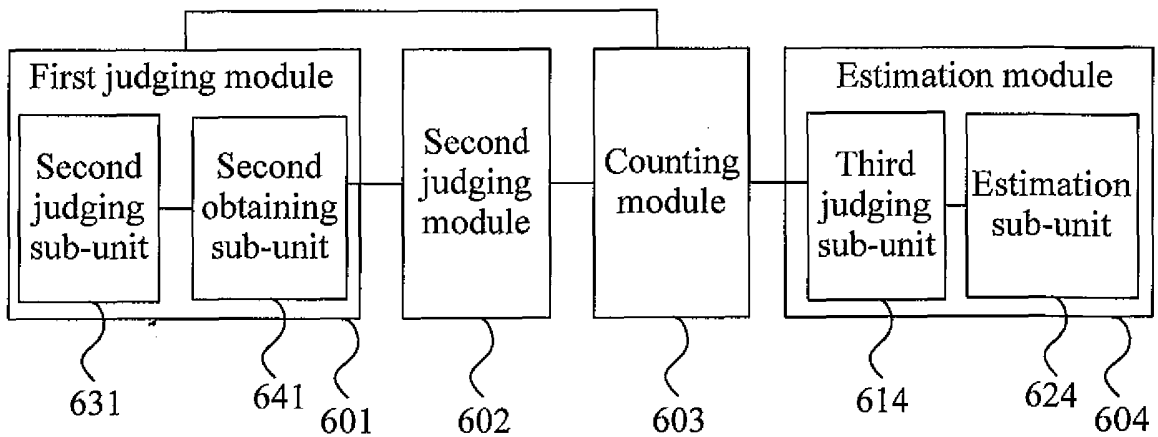 First judging module
Second
judging
sub-unit
Second
obtaining
sub-unit
Second
judging
module
Counting
module
Estimation module
Third
judging
sub-unit
Estimation
sub-unit
631
641
601
602
603
614
624
604